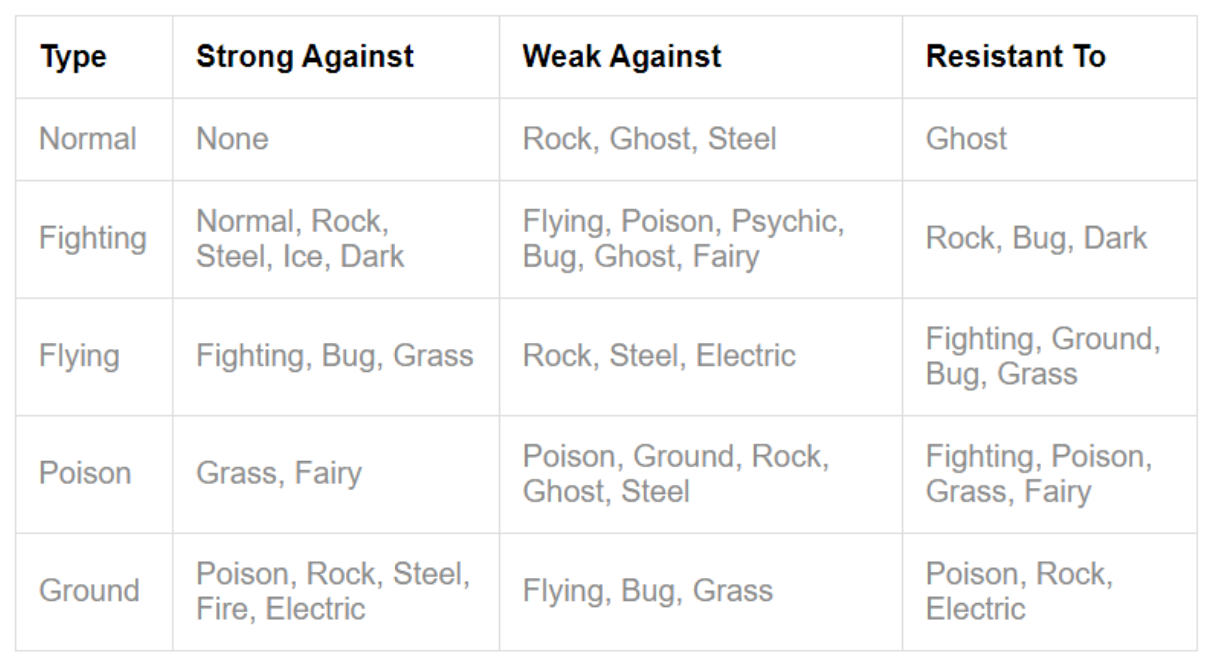 Type Strong Against Weak Against Resistant To
Normal None Rock, Ghost, Steel Ghost
Fighting
Normal, Rock,
Steel, Ice, Dark
Flying, Poison, Psychic,
Bug, Ghost, Fairy
Rock, Bug, Dark
Flying
Fighting, Bug, Grass
Rock, Steel, Electric
Fighting, Ground,
Bug, Grass
Poison
Grass, Fairy
Poison, Ground, Rock,
Ghost, Steel
Fighting, Poison,
Grass, Fairy
Ground
Poison, Rock, Steel,
Fire, Electric
Flying, Bug, Grass
Poison, Rock,
Electric